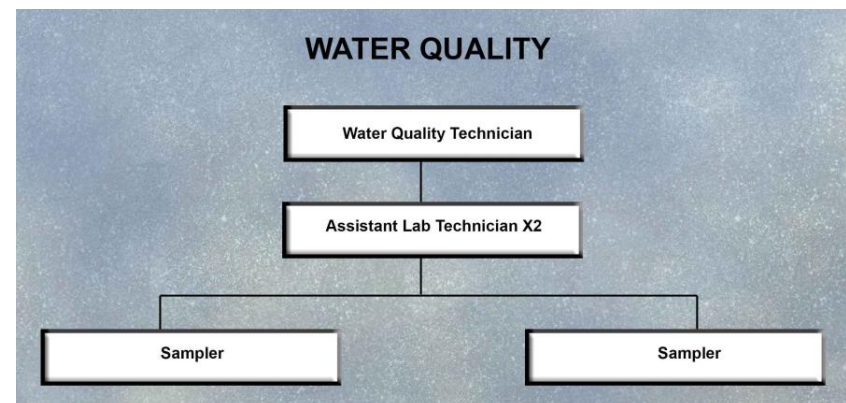 WATER QUALITY
Water Quality Technician
Assistant Lab Technician X2
Sampler
Sampler